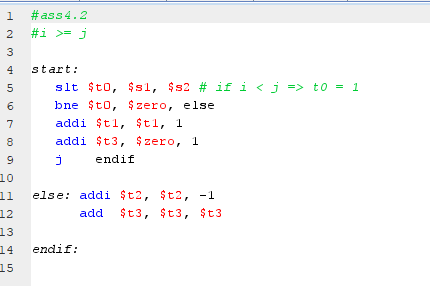 1 #ass4.2
2 #i >= j
3
4 start:
5 slt $t0, $s1, $s2 # if i < j => t0 = 1
6 bne $t0, $zero, else
7 addi $t1, $t1, 1
8 addi $t3, $zero, 1
9 j endif
10
11 else: addi $t2, $t2, -1
12 add $t3, $t3, $t3
13
14 endif:
15